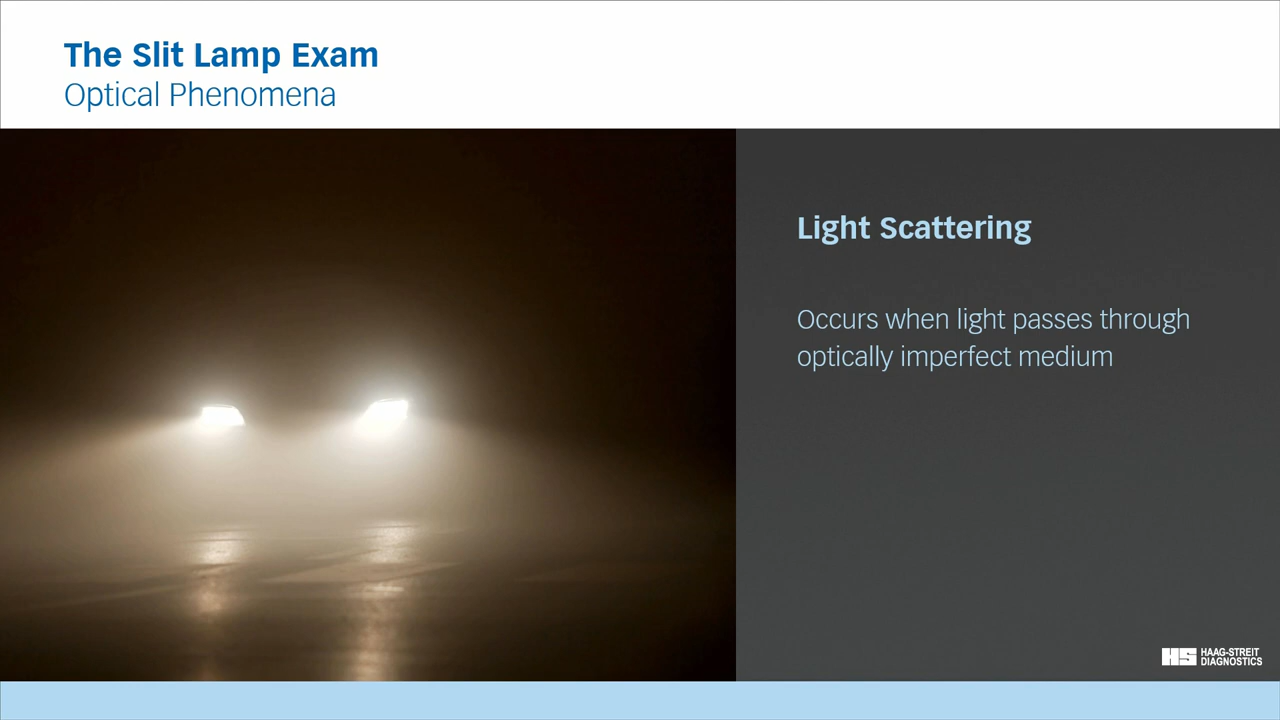 The Slit Lamp Exam
Optical Phenomena
Light Scattering
Occurs when light passes through
optically imperfect medium
HS HAAG-STREIT
DIAGNOSTICS